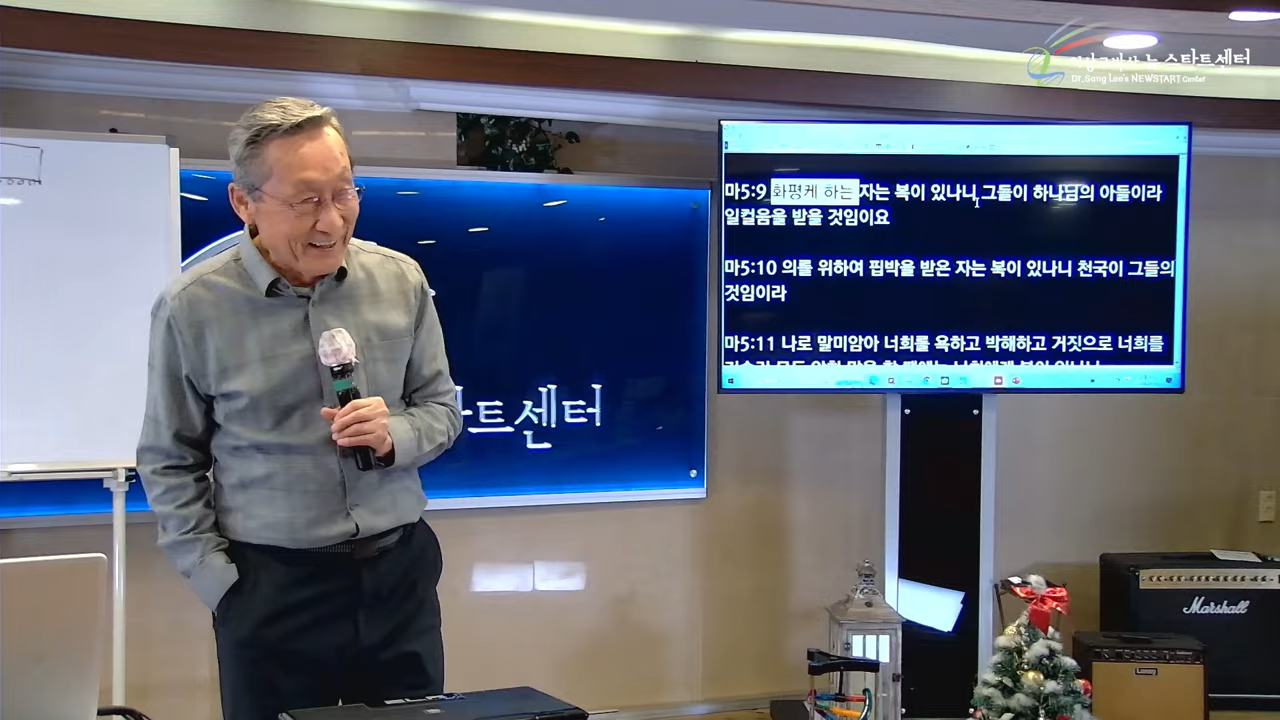 뉴스타트센터
Dr.Sang Lee's NEWSTART Center
마5:9 화평케 하는 자는 복이 있나니 그들이 하나님의 아들이라
일컬음을 받을 것임이요
마5:10 의를 위하여 핍박을 받은 자는 복이 있나니 천국이 그들의
것임이라
마5:11 나로 말미암아 너희를 욕하고 박해하고 거짓으로 너희를
타트센터
Marshall